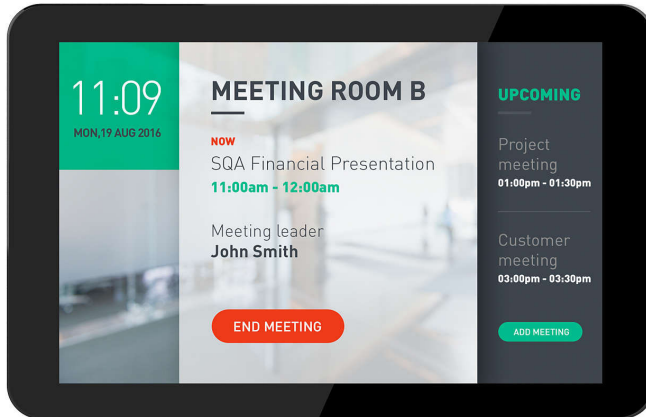 11:09
MON,19 AUG 2016
MEETING ROOM B
NOW
SQA Financial Presentation
11:00am - 12:00am
Meeting leader
John Smith
END MEETING
UPCOMING
Project
meeting
01:00pm - 01:30pm
Customer
meeting
03:00pm - 03:30pm
ADD MEETING